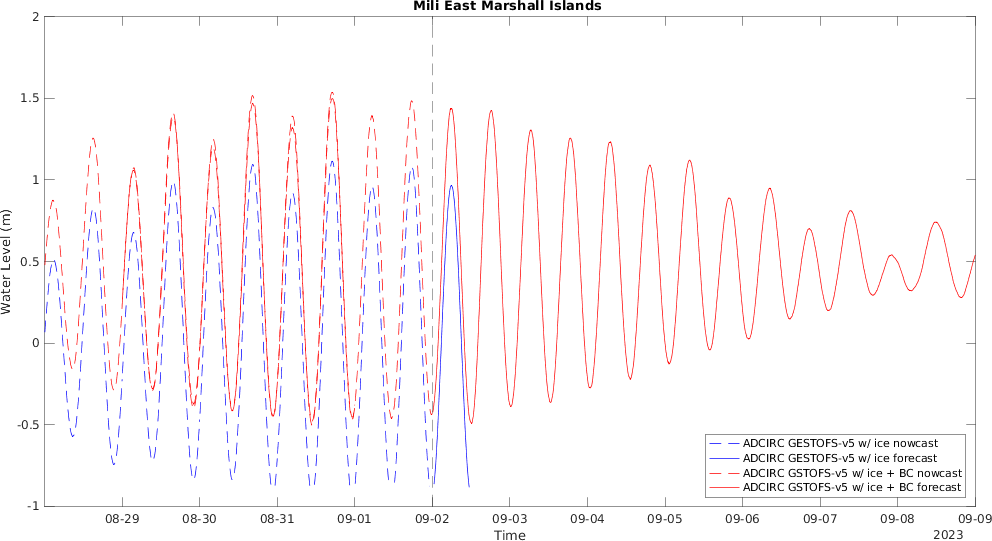 Mili East Marshall Islands
2
1.5
1
0.5
0
-0.5
-1
Water Level (m)
08-29
08-30
08-31
09-01
09-02
09-03
09-04
09-05
09-06
09-07
09-08
09-09
Time
2023
ADCIRC GESTOFS-v5 w/ ice nowcast
ADCIRC GESTOFS-v5 w/ ice forecast
ADCIRC GSTOFS-v5 w/ ice + BC nowcast
ADCIRC GSTOFS-v5 w/ ice + BC forecast